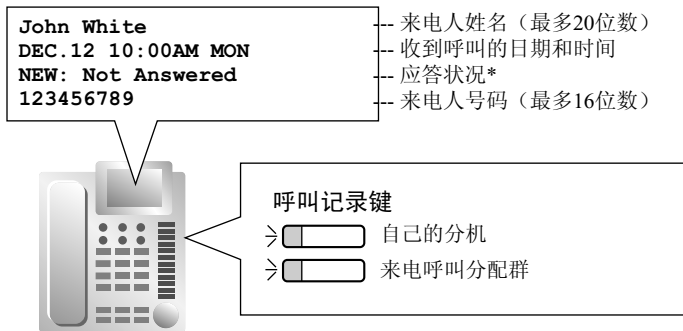 John White --- 来电人姓名（最多20位数）
DEC.12 10:00AM MON --- 收到呼叫的日期和时间
NEW: Not Answered --- 应答状况*
123456789 --- 来电人号码（最多16位数）
呼叫记录键
自己的分机
来电呼叫分配群